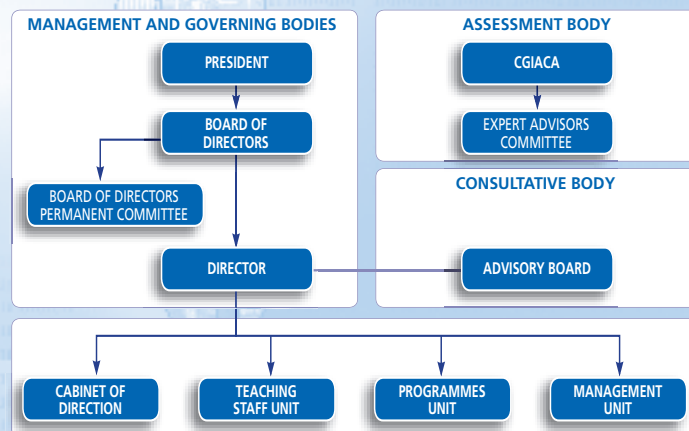 MANAGEMENT AND GOVERNING BODIES
PRESIDENT
BOARD OF
DIRECTORS
BOARD OF DIRECTORS
PERMANENT COMMITTEE
DIRECTOR
ASSESSMENT BODY
CGIACA
EXPERT ADVISORS
COMMITTEE
CONSULTATIVE BODY
ADVISORY BOARD
CABINET OF
DIRECTION
TEACHING
STAFF UNIT
PROGRAMMES
UNIT
MANAGEMENT
UNIT